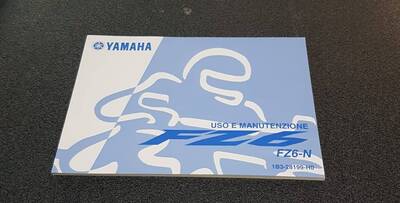 YAMAHA
USO E MANUTENZIONE
FZ6
FZ6-N
1B3-28199-H0